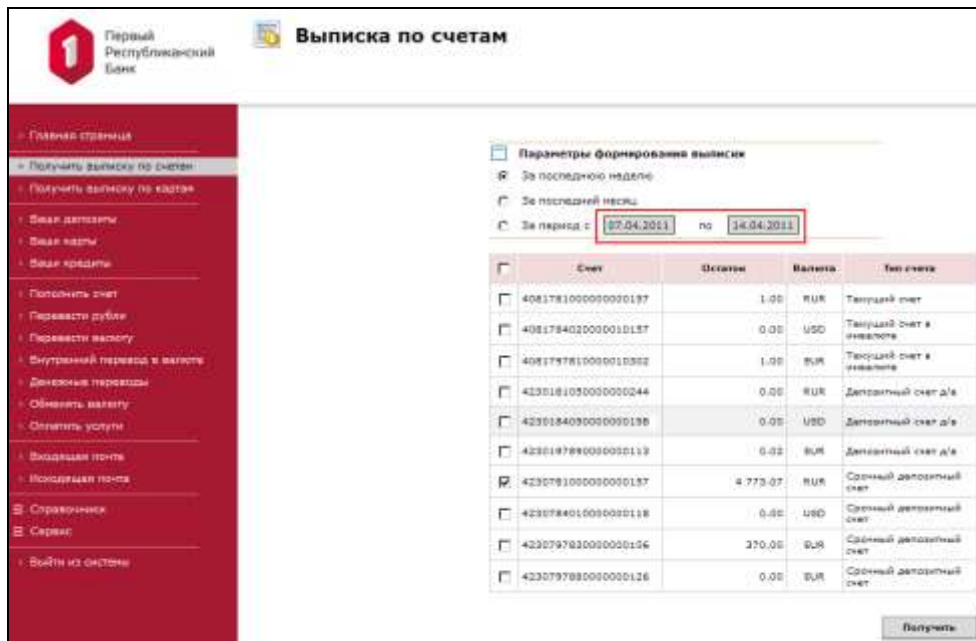 1
Первый
Республиканский
Банк
Выписка по счетам
Главная страница
Получить выписку по счетам
Получить выписку по картам
Ваши депозиты
Ваши карты
Ваши кредиты
Пополнить счет
Перевести рубли
Перевести валюту
Внутренний перевод в валюте
Денежные переводы
Обменять валюту
Оплатить услуги
Входящая почта
Исходящая почта
Справочники
Сервис
Выйти из системы
Параметры формирования выписки
За последнюю неделю
За последний месяц
За период с 07.04.2011 по 14.04.2011
Счет Остаток Валюта Тип счета
1.00 RUR Текущий счет
0.00 USD Текущий счет в
инвалюте
1.00 EUR Текущий счет в
инвалюте
0.00 RUR Депозитный счет д/в
0.00 USD Депозитный счет д/в
EUR Депозитный счет д/в
4 773.07 RUR Срочный депозитный
счет
0.00 USD Срочный депозитный
счет
370.00 EUR Срочный депозитный
счет
0.00 EUR Срочный депозитный
счет
Получить